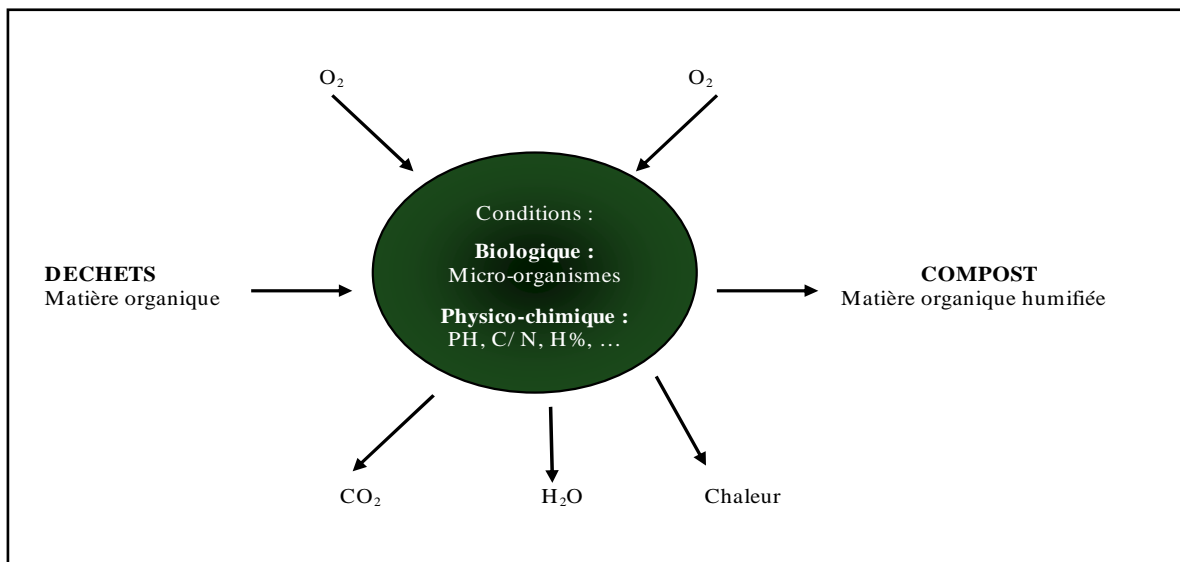 O₂
O₂
Conditions :
Biologique :
Micro-organismes
Physico-chimique :
PH, C/ N, H%, …
DECHETS
Matière organique
COMPOST
Matière organique humifiée
CO₂
H₂O
Chaleur